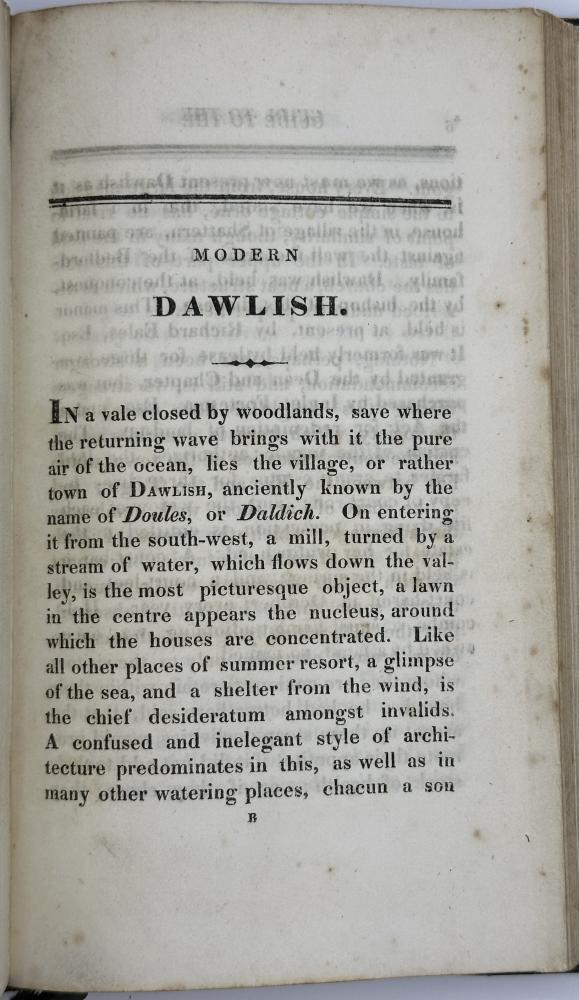 MODERN
DAWLISH.
IN a vale closed by woodlands, save where
the returning wave brings with it the pure
air of the ocean, lies the village, or rather
town of DAWLISH, anciently known by the
name of Doules, or Daldich. On entering
it from the south-west, a mill, turned by a
stream of water, which flows down the val-
ley, is the most picturesque object, a lawn
in the centre appears the nucleus, around
which the houses are concentrated. Like
all other places of summer resort, a glimpse
of the sea, and a shelter from the wind, is
the chief desideratum amongst invalids.
A confused and inelegant style of archi-
tecture predominates in this, as well as in
many other watering places, chacun a son
B